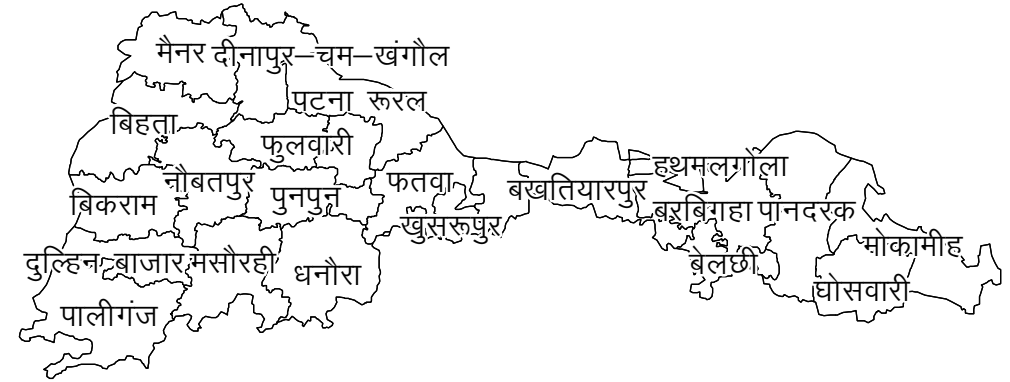 मैनर
दीनापुर–चम–खंगौल
पटना रूरल
बिहता
फुलवारी
नौबतपुर
पुनपुन
फतवा
बखतियारपुर
हथमलगोला
बिकराम
खुसरूपुर
बरबिगहा
पानदरक
दुल्हिन बाजार
मसौरही
धनौरा
बेलछी
मोकामीह
घोसवारी
पालीगंज